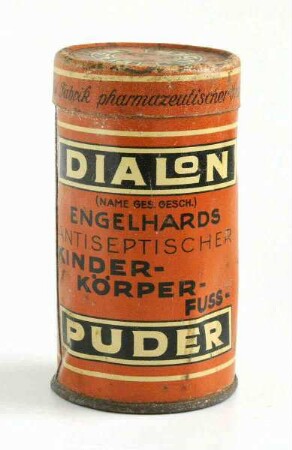 Fabrik pharmazeutischer
DIALON
(NAME GES. GESCH.)
ENGELHARDS
ANTISEPTISCHER
KINDER-
KÖRPER-
FUSS-
PUDER